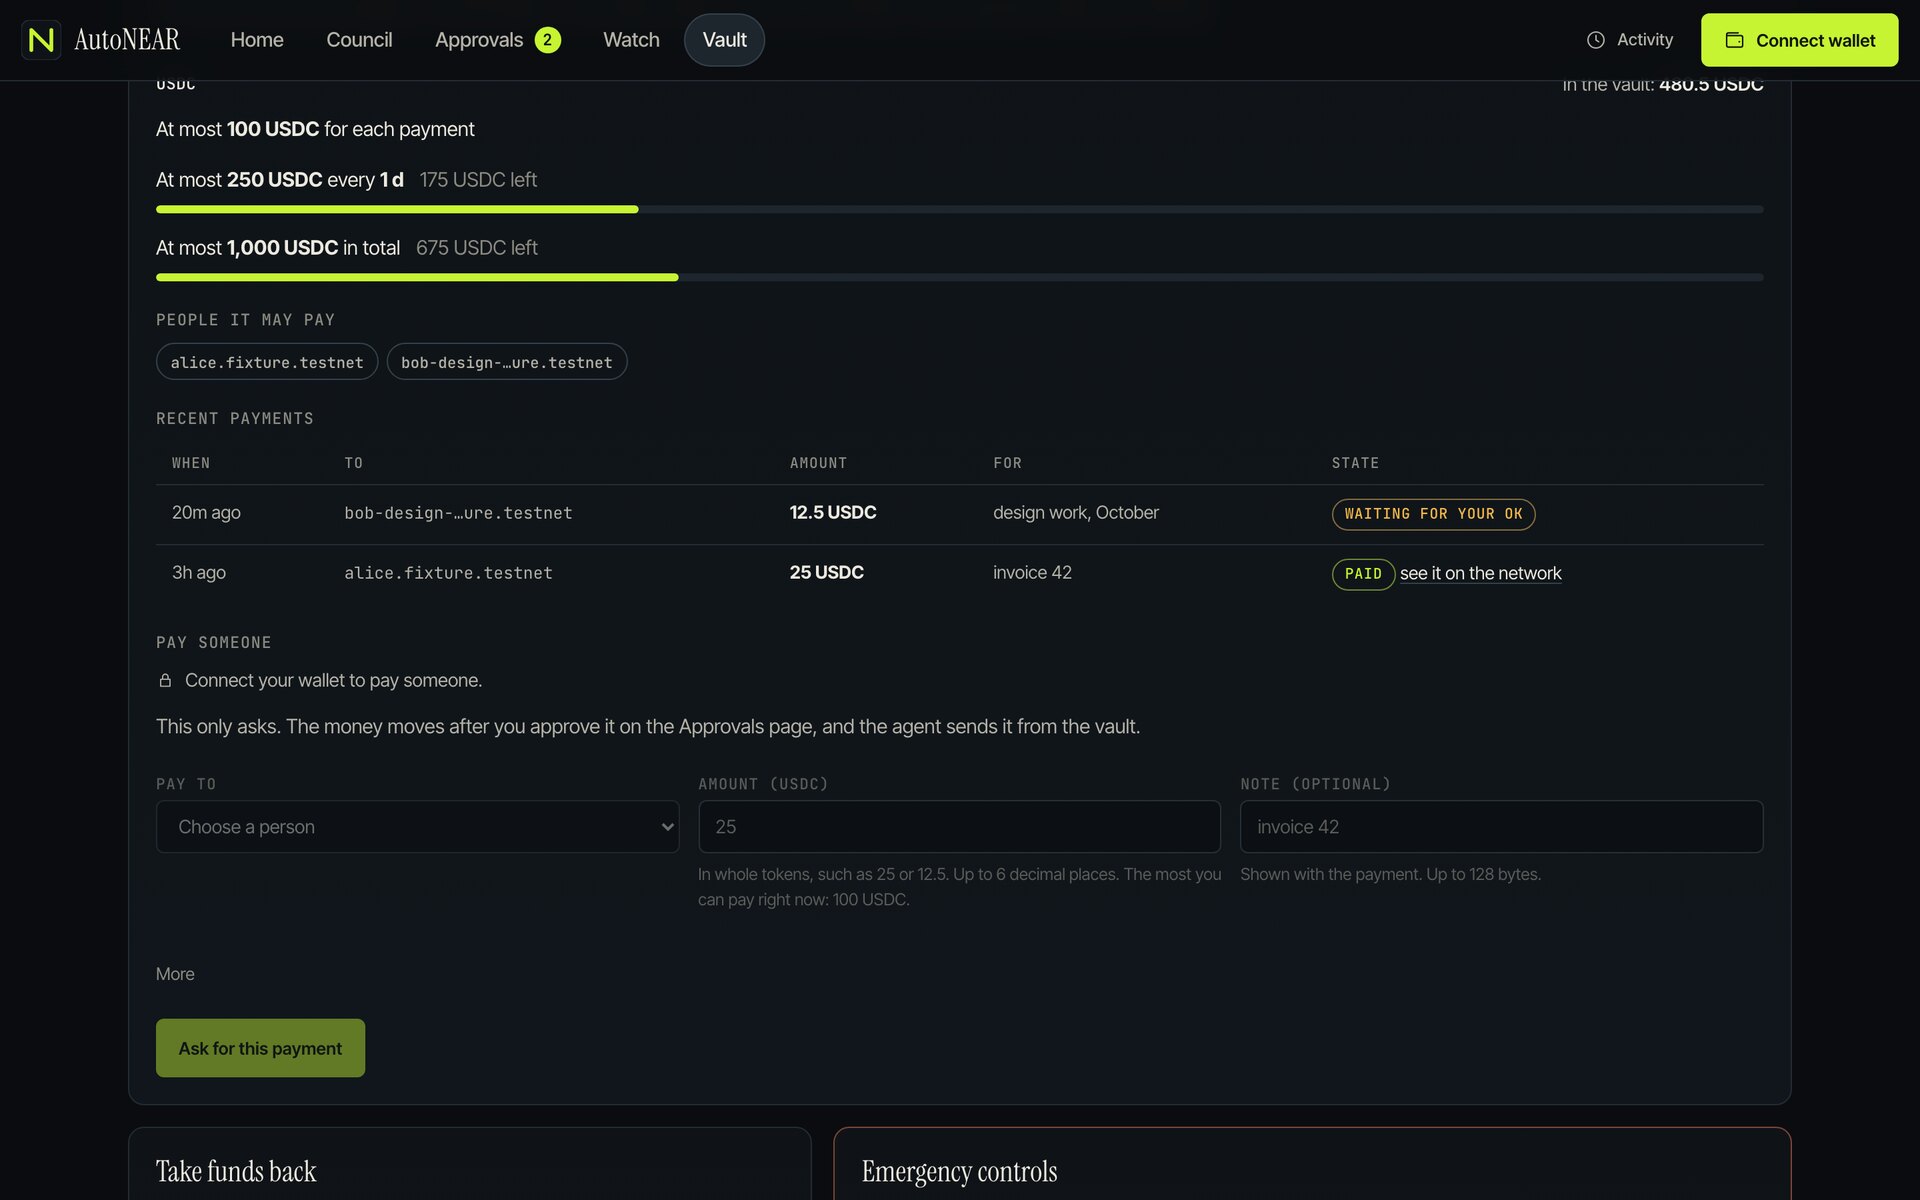 AutoNEAR
Home
Council
Approvals 2
Watch
Vault
Activity
Connect wallet
USDC
In the vault: 480.5 USDC
At most 100 USDC for each payment
At most 250 USDC every 1 d 175 USDC left
At most 1,000 USDC in total 675 USDC left
PEOPLE IT MAY PAY
alice.fixture.testnet
bob-design-…ure.testnet
RECENT PAYMENTS
WHEN TO AMOUNT FOR STATE
20m ago bob-design-…ure.testnet 12.5 USDC design work, October WAITING FOR YOUR OK
3h ago alice.fixture.testnet 25 USDC invoice 42 PAID see it on the network
PAY SOMEONE
Connect your wallet to pay someone.
This only asks. The money moves after you approve it on the Approvals page, and the agent sends it from the vault.
PAY TO
Choose a person
AMOUNT (USDC)
25
In whole tokens, such as 25 or 12.5. Up to 6 decimal places. The most you
can pay right now: 100 USDC.
NOTE (OPTIONAL)
invoice 42
Shown with the payment. Up to 128 bytes.
More
Ask for this payment
Take funds back
Emergency controls